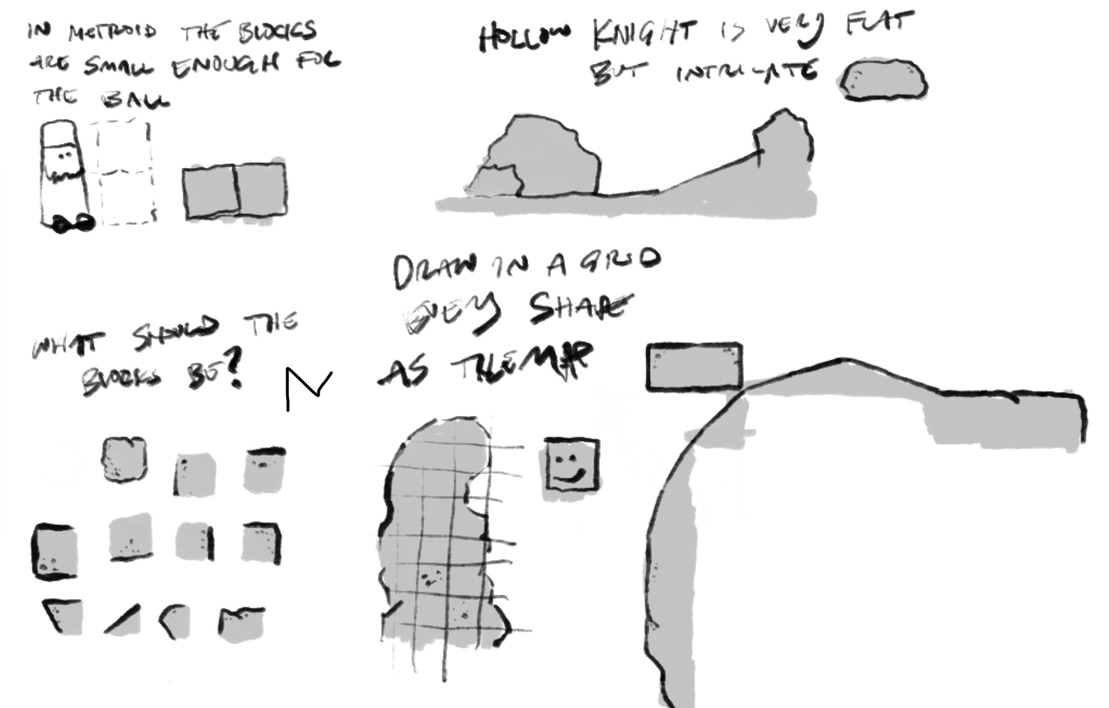 IN METROID THE BLOCKS
ARE SMALL ENOUGH FOR
THE BALL
HOLLOW KNIGHT IS VERY FLAT
BUT INTRICATE
DRAW IN A GRID
EVERY SHAPE
AS TILEMAP
WHAT SHOULD THE
BLOCKS BE?
N